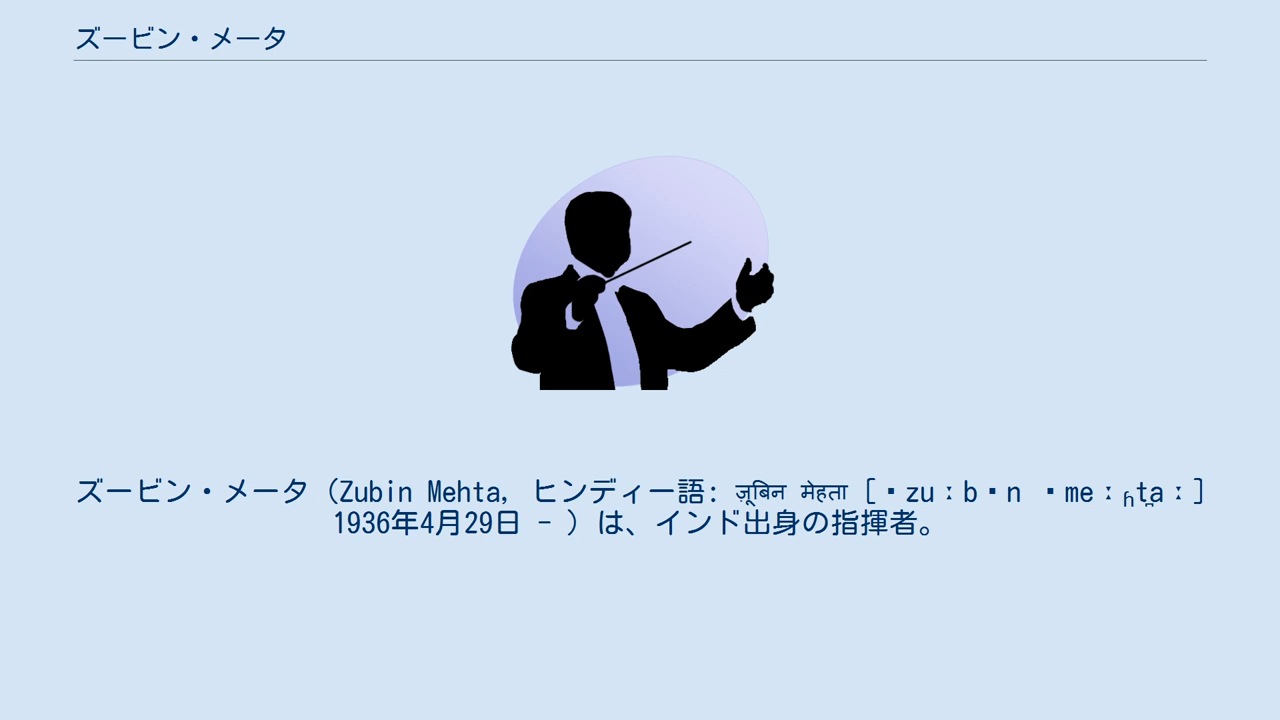 ズービン・メータ
ズービン・メータ（Zubin Mehta, ヒンディー語: ज़ूबिन मेहता [ˈzuːbɪn ˈmeːɦt̪aː]
1936年4月29日 - ）は、インド出身の指揮者。